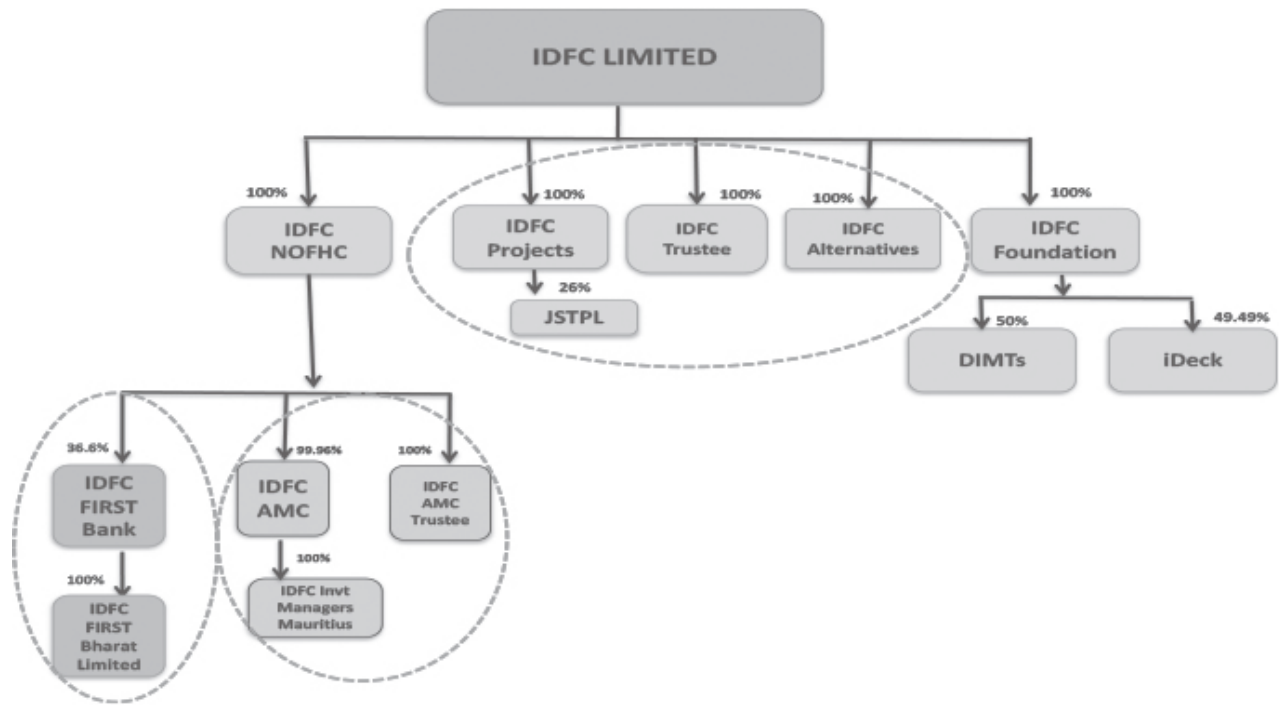 IDFC LIMITED
100%
IDFC
NOFHC
100%
IDFC
Projects
26%
JSTPL
100%
IDFC
Trustee
100%
IDFC
Alternatives
100%
IDFC
Foundation
50%
DIMTs
49.49%
iDeck
36.6%
IDFC
FIRST
Bank
100%
IDFC
FIRST
Bharat
Limited
99.96%
IDFC
AMC
100%
IDFC Invt
Managers
Mauritius
100%
IDFC
AMC
Trustee